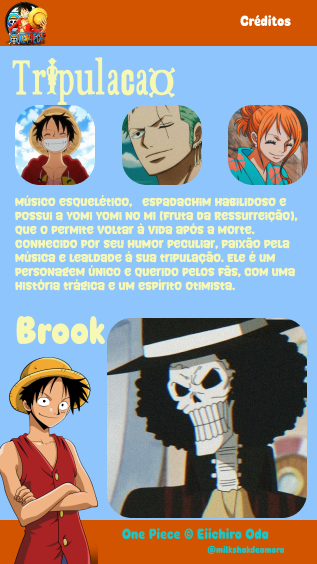 Créditos
Tripulacao
Músico esquelético, espadachim habilidoso e
possui a Yomi Yomi no Mi (Fruta da Ressurreição),
que o permite voltar à vida após a morte.
Conhecido por seu humor peculiar, paixão pela
música e lealdade á sua tripulação. Ele é um
personagem único e querido pelos fãs, com uma
história trágica e um espírito otimista.
Brook
One Piece © Eiichiro Oda